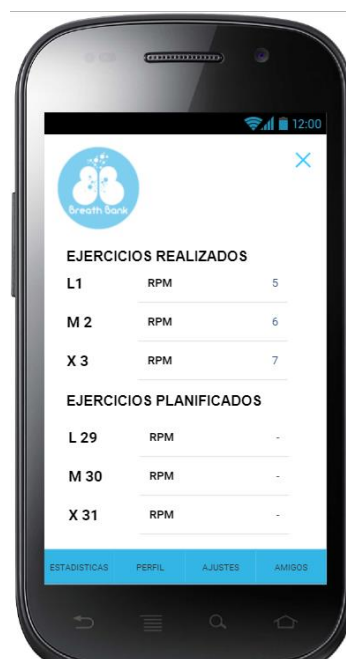 12:00
Breath Bank
EJERCICIOS REALIZADOS
L1 RPM 5
M 2 RPM 6
X 3 RPM 7
EJERCICIOS PLANIFICADOS
L 29 RPM -
M 30 RPM -
X 31 RPM -
ESTADISTICAS PERFIL AJUSTES AMIGOS